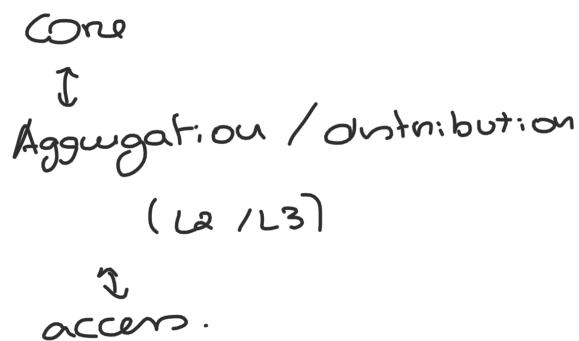 Core
↕
Aggregation / distribution
(L2 /L3)
↕
access.